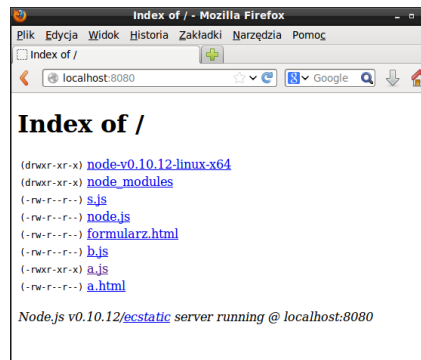 Index of / - Mozilla Firefox
Plik Edycja Widok Historia Zakładki Narzędzia Pomoc
Index of /
localhost:8080 Google
Index of /
(drwxr-xr-x) node-v0.10.12-linux-x64
(drwxr-xr-x) node_modules
(-rw-r--r--) s.js
(-rw-r--r--) node.js
(-rw-r--r--) formularz.html
(-rw-r--r--) b.js
(-rwxr-xr-x) a.js
(-rw-r--r--) a.html
Node.js v0.10.12/ecstatic server running @ localhost:8080